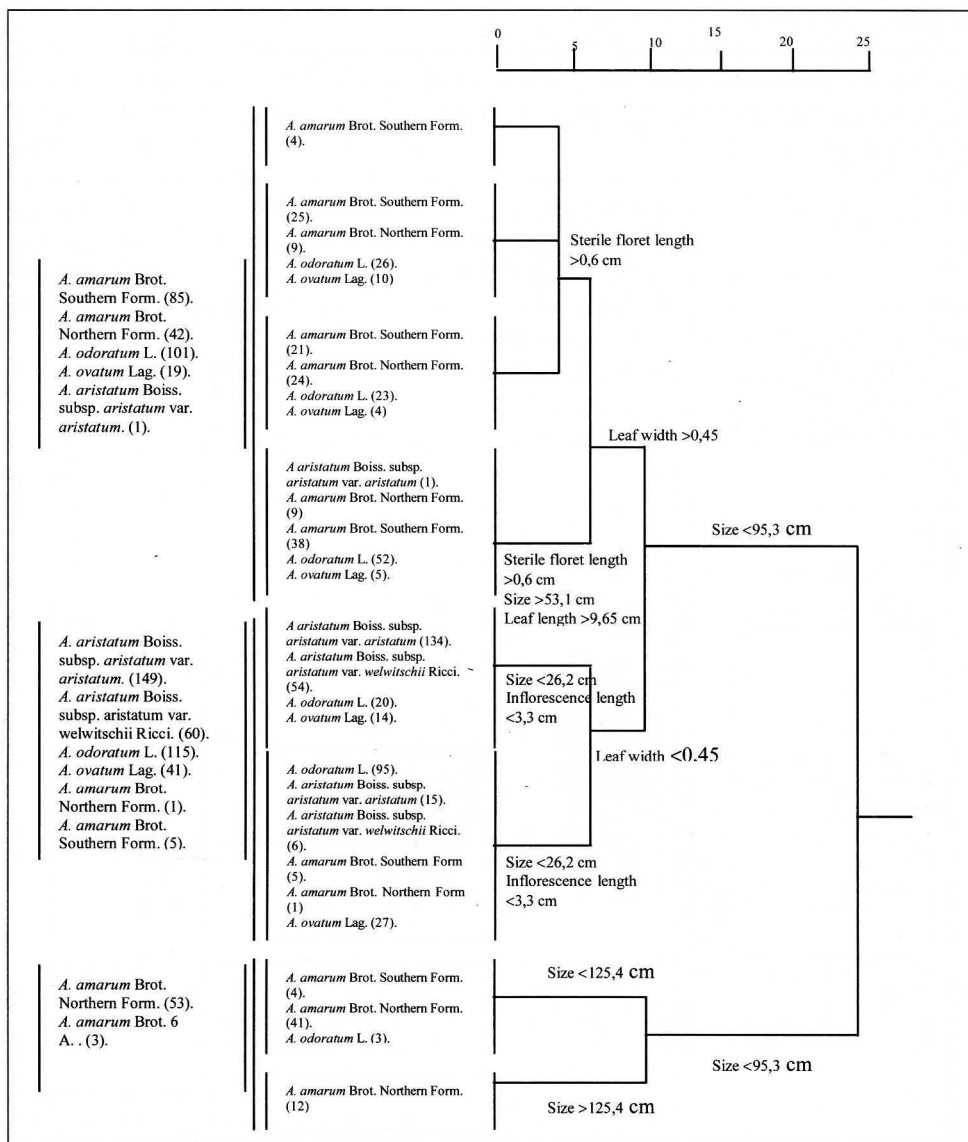 0
5
10
15
20
25
A. amarum Brot. Southern Form.
(4).
A. amarum Brot. Southern Form.
(25).
A. amarum Brot. Northern Form.
(9).
A. odoratum L. (26).
A. ovatum Lag. (10)
Sterile floret length
>0,6 cm
A. amarum Brot.
Southern Form. (85).
A. amarum Brot.
Northern Form. (42).
A. odoratum L. (101).
A. ovatum Lag. (19).
A. aristatum Boiss.
subsp. aristatum var.
aristatum. (1).
A. amarum Brot. Southern Form.
(21).
A. amarum Brot. Northern Form.
(24).
A. odoratum L. (23).
A. ovatum Lag. (4)
Leaf width >0,45
A aristatum Boiss. subsp.
aristatum var. aristatum (1).
A. amarum Brot. Northern Form.
(9)
A. amarum Brot. Southern Form.
(38)
A. odoratum L. (52).
A. ovatum Lag. (5).
Size <95,3 cm
Sterile floret length
>0,6 cm
Size >53,1 cm
Leaf length >9,65 cm
A. aristatum Boiss.
subsp. aristatum var.
aristatum. (149).
A. aristatum Boiss.
subsp. aristatum var.
welwitschii Ricci. (60).
A. odoratum L. (115).
A. ovatum Lag. (41).
A. amarum Brot.
Northern Form. (1).
A. amarum Brot.
Southern Form. (5).
A aristatum Boiss. subsp.
aristatum var. aristatum (134).
A. aristatum Boiss. subsp.
aristatum var. welwitschii Ricci.
(54).
A. odoratum L. (20).
A. ovatum Lag. (14).
Size <26,2 cm
Inflorescence length
<3,3 cm
Leaf width <0.45
A. odoratum L. (95).
A. aristatum Boiss. subsp.
aristatum var. aristatum (15).
A. aristatum Boiss. subsp.
aristatum var. welwitschii Ricci.
(6).
A. amarum Brot. Southern Form
(5).
A. amarum Brot. Northern Form
(1)
A. ovatum Lag. (27).
Size <26,2 cm
Inflorescence length
<3,3 cm
A. amarum Brot.
Northern Form. (53).
A. amarum Brot. 6
A. . (3).
A. amarum Brot. Southern Form.
(4).
A. amarum Brot. Northern Form.
(41).
A. odoratum L. (3).
Size <125,4 cm
Size <95,3 cm
A. amarum Brot. Northern Form.
(12)
Size >125,4 cm